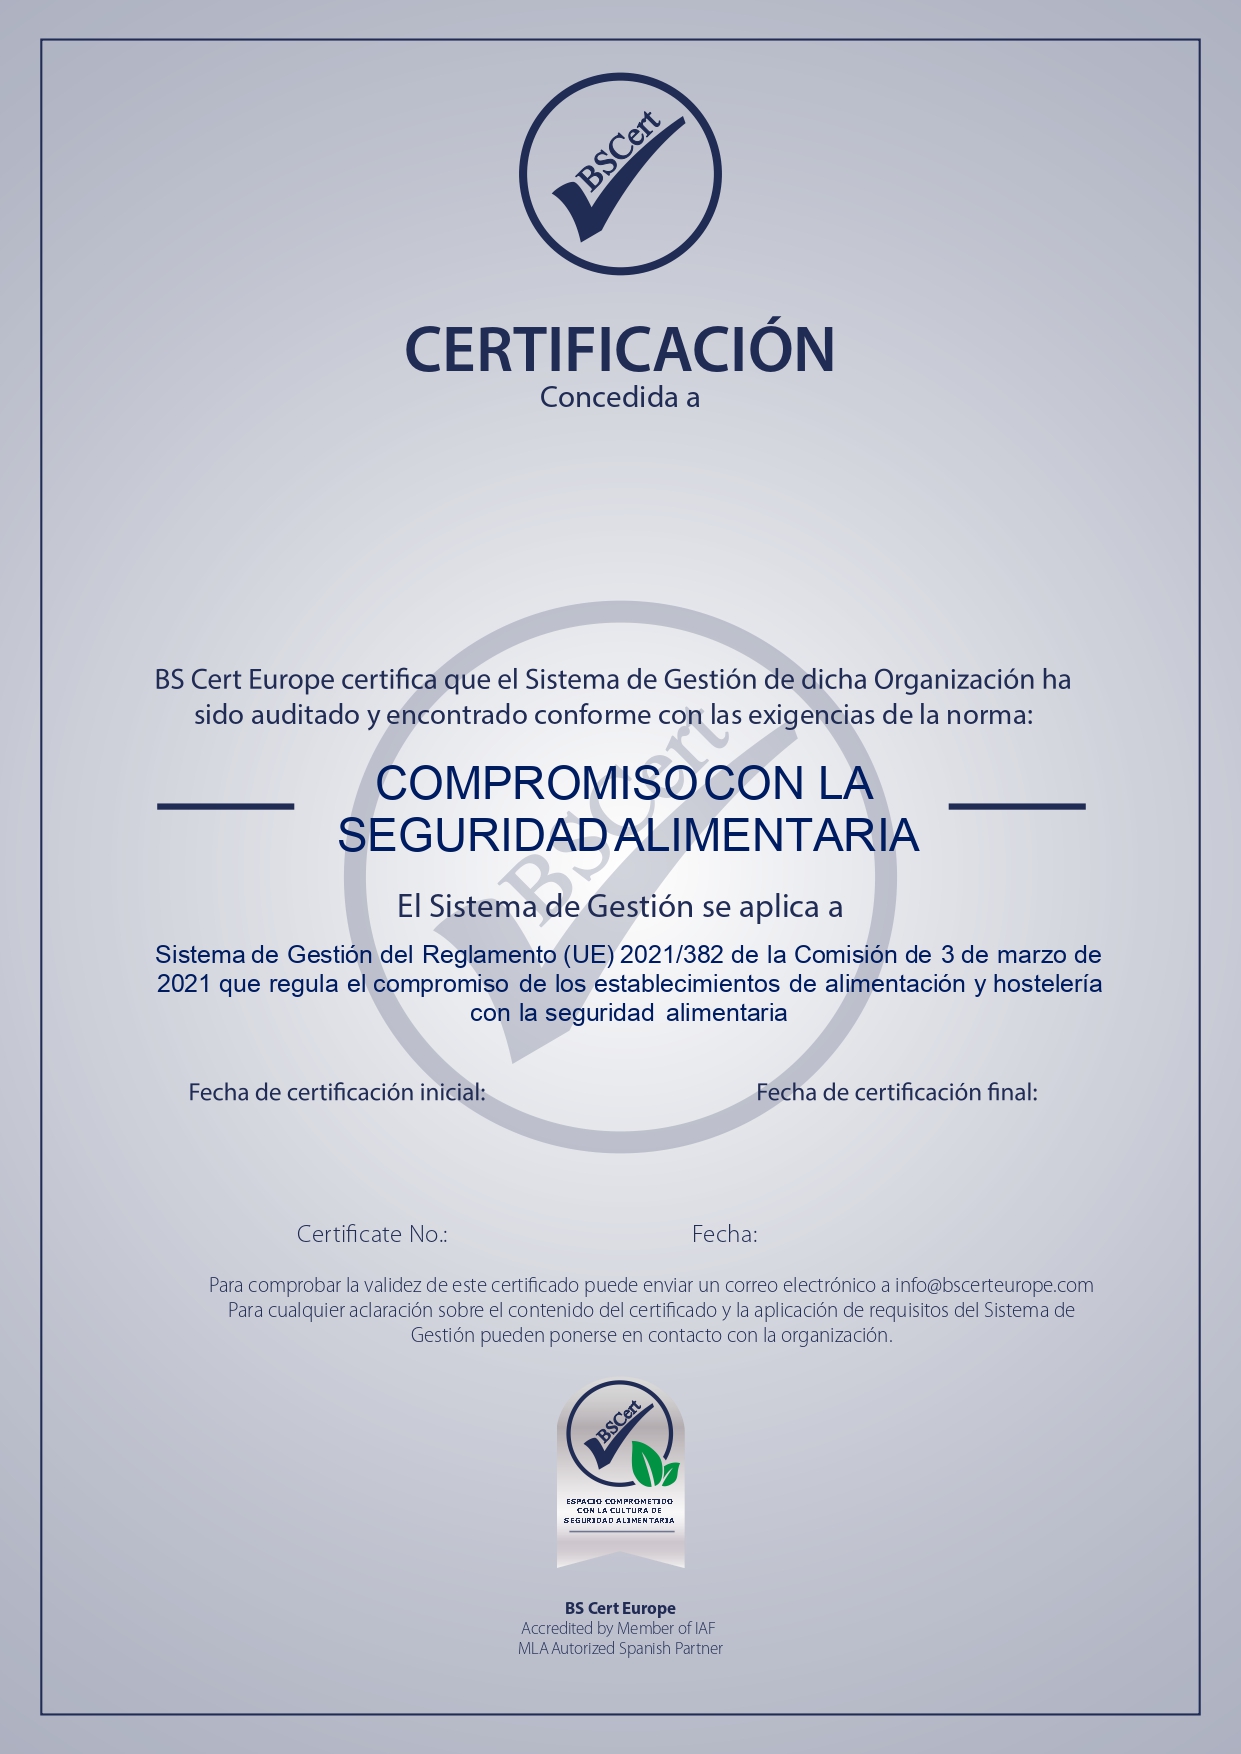 BSCert
CERTIFICACIÓN
Concedida a
BS Cert Europe certifica que el Sistema de Gestión de dicha Organización ha
sido auditado y encontrado conforme con las exigencias de la norma:
BSCert
COMPROMISO CON LA
SEGURIDAD ALIMENTARIA
El Sistema de Gestión se aplica a
Sistema de Gestión del Reglamento (UE) 2021/382 de la Comisión de 3 de marzo de
2021 que regula el compromiso de los establecimientos de alimentación y hostelería
con la seguridad alimentaria
Fecha de certificación inicial: Fecha de certificación final:
Certificate No.: Fecha:
Para comprobar la validez de este certificado puede enviar un correo electrónico a info@bscerteurope.com
Para cualquier aclaración sobre el contenido del certificado y la aplicación de requisitos del Sistema de
Gestión pueden ponerse en contacto con la organización.
BSCert
ESPACIO COMPROMETIDO
CON LA CULTURA DE
SEGURIDAD ALIMENTARIA
BS Cert Europe
Accredited by Member of IAF
MLA Autorized Spanish Partner